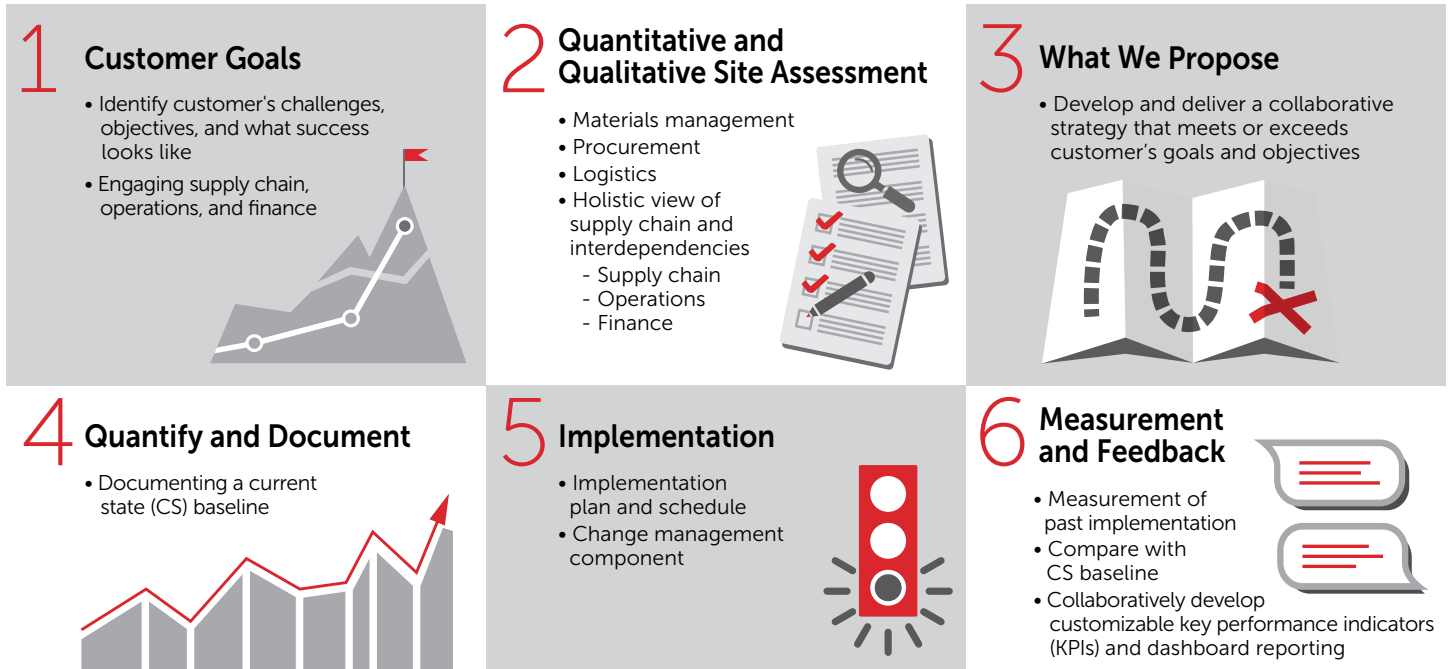 1
Customer Goals
• Identify customer's challenges,
objectives, and what success
looks like
• Engaging supply chain,
operations, and finance
2
Quantitative and
Qualitative Site Assessment
• Materials management
• Procurement
• Logistics
• Holistic view of
supply chain and
interdependencies
- Supply chain
- Operations
- Finance
3
What We Propose
• Develop and deliver a collaborative
strategy that meets or exceeds
customer’s goals and objectives
4
Quantify and Document
• Documenting a current
state (CS) baseline
5
Implementation
• Implementation
plan and schedule
• Change management
component
6
Measurement
and Feedback
• Measurement of
past implementation
• Compare with
CS baseline
• Collaboratively develop
customizable key performance indicators
(KPIs) and dashboard reporting